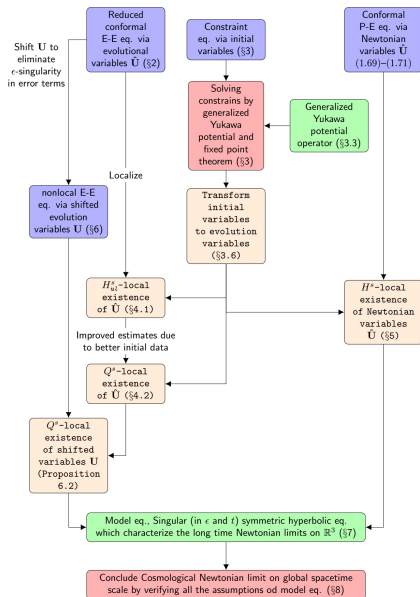 Reduced
conformal
E-E eq. via
evolutional
variables Û (§2)
Constraint
eq. via initial
variables
(§3)
Conformal
P-E eq. via
Newtonian
variables Ů
(1.69)–(1.71)
Shift U to
eliminate
ϵ-singularity
in error terms
Solving
constrains by
generalized
Yukawa
potential and
fixed point
theorem
(§3)
Generalized
Yukawa
potential
operator (§3.3)
Localize
nonlocal E-E
eq. via shifted
evolution
variables U (§6)
Transform
initial
variables
to evolution
variables
(§3.6)
H^s_ul-local
existence
of Û (§4.1)
H^s-local
existence
of Newtonian
variables
Ů (§5)
Improved estimates due
to better initial data
Q^s-local
existence
of Û (§4.2)
Q^s-local
existence
of shifted
variables U
(Proposition
6.2)
Model eq., Singular (in ϵ and t) symmetric hyperbolic eq.
which characterize the long time Newtonian limits on ℝ³ (§7)
Conclude Cosmological Newtonian limit on global spacetime
scale by verifying all the assumptions od model eq. (§8)